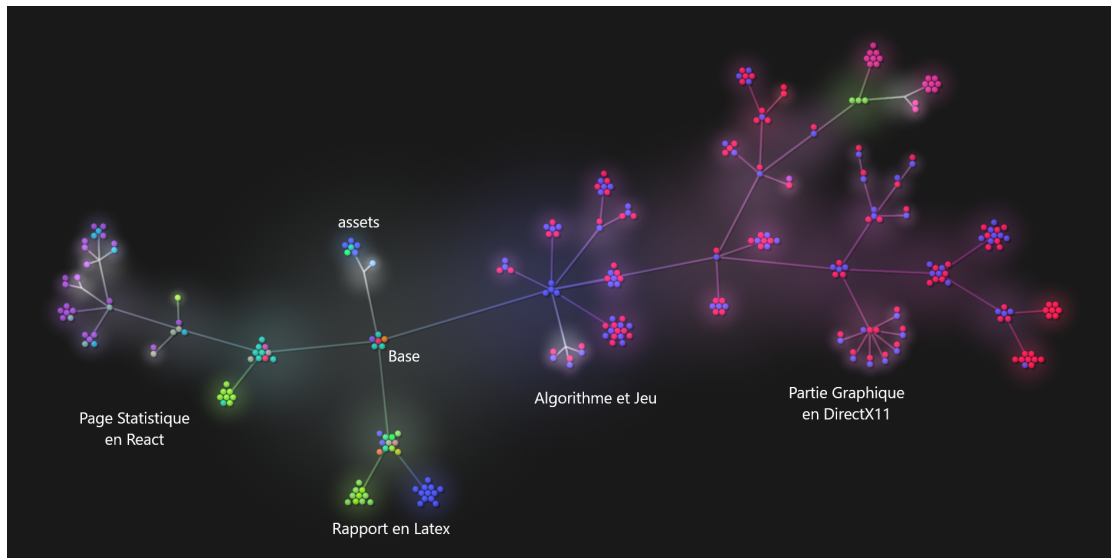 assets
Base
Algorithme et Jeu
Partie Graphique
en DirectX11
Page Statistique
en React
Rapport en Latex